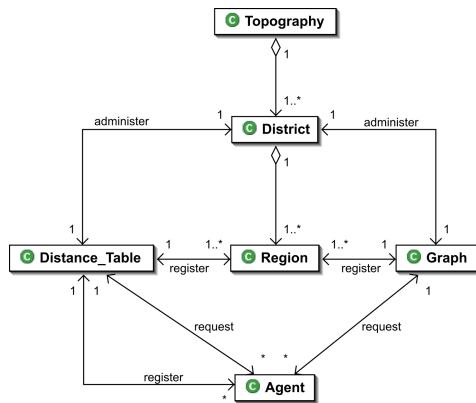 C Topography
1
1..*
administer
1
C District
1
administer
1
1
1..*
1
C Distance_Table
1
register
1..*
C Region
1..*
register
1
C Graph
1
1
1
request
request
register
*
*
*
C Agent